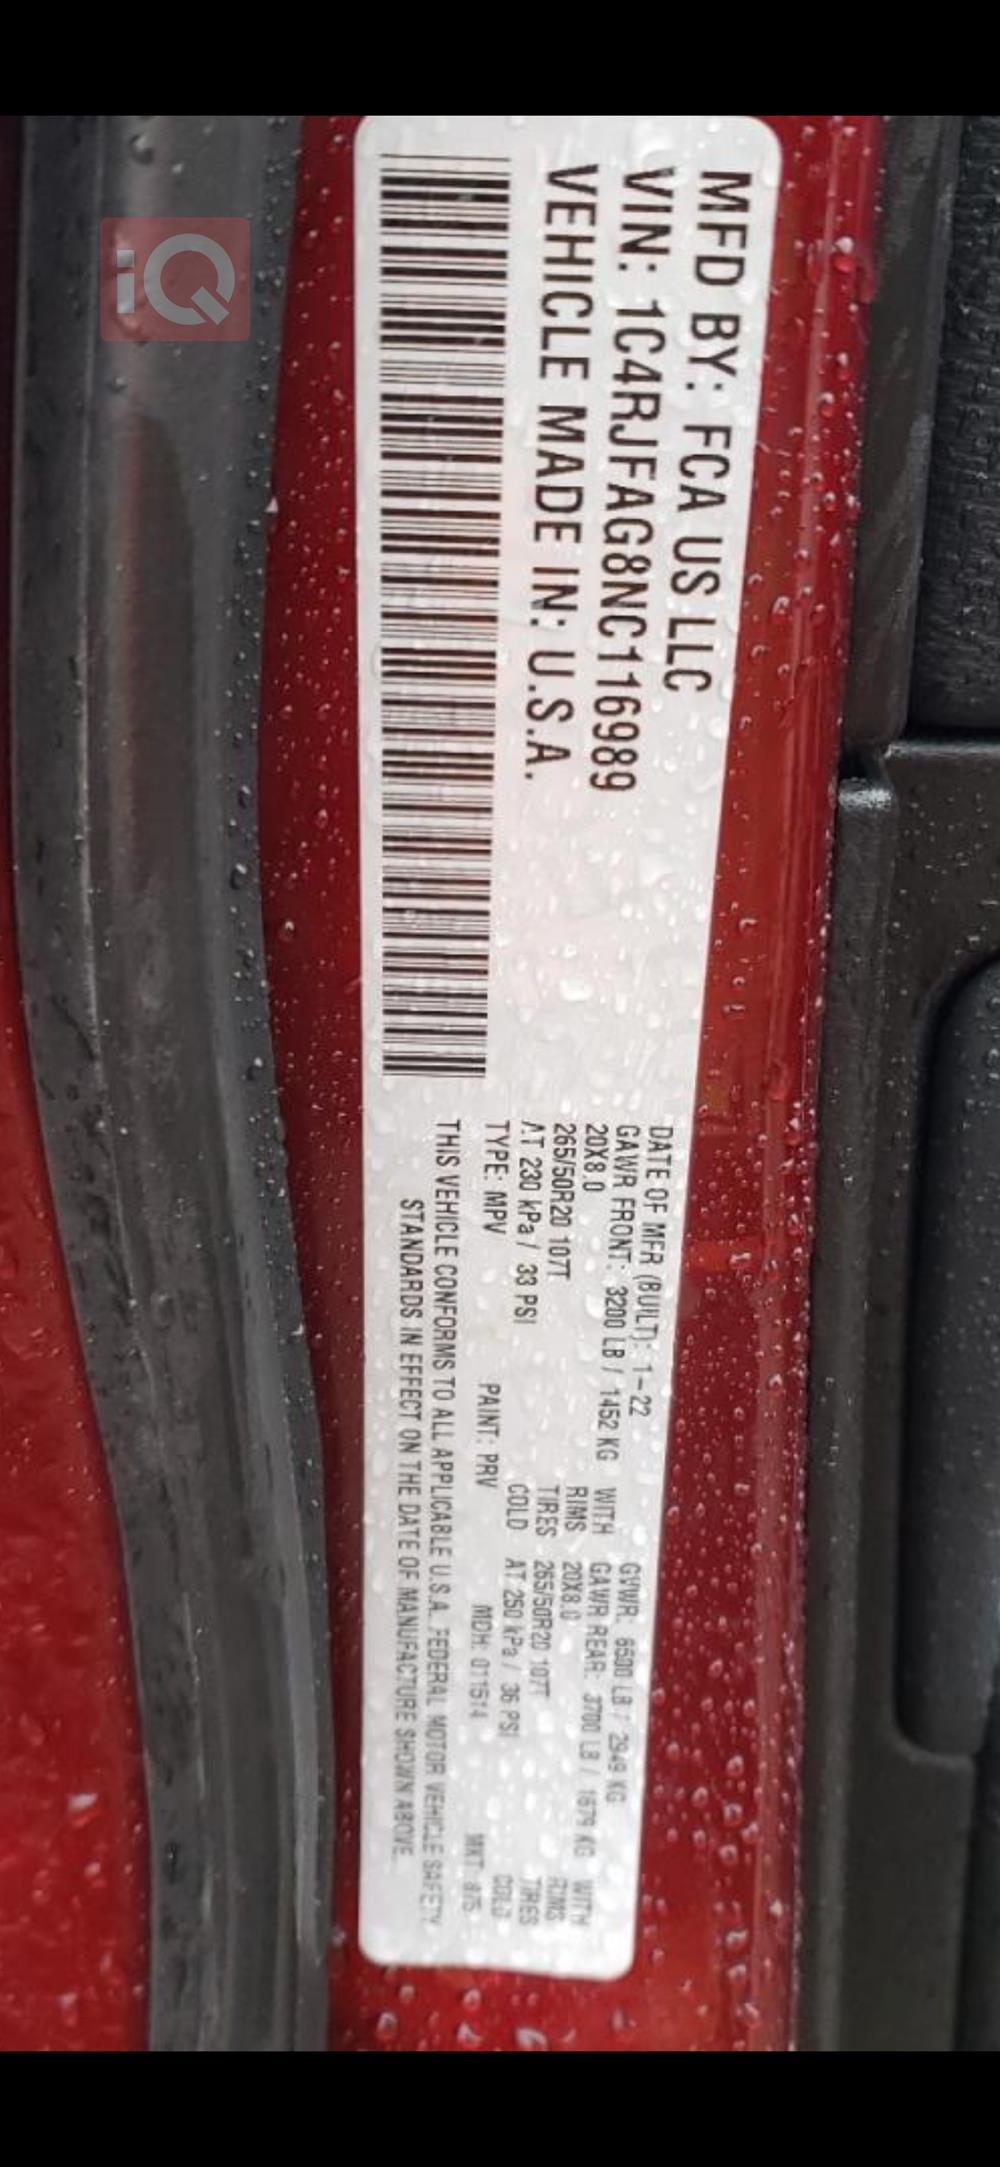 iQ
MFD BY: FCA US LLC
VIN: 1C4RJFAG8NC116989
VEHICLE MADE IN: U.S.A.
DATE OF MFR (BUILT): 1-22 GVWR: 6500 LB / 2949 KG
GAWR FRONT: 3200 LB / 1452 KG WITH GAWR REAR: 3700 LB / 1679 KG WITH
20X8.0 RIMS 20X8.0 RIMS
265/50R20 107T TIRES 265/50R20 107T TIRES
AT 230 kPa / 33 PSI COLD AT 250 kPa / 36 PSI COLD
TYPE: MPV PAINT: PRV MDH: 011514 MKT:
THIS VEHICLE CONFORMS TO ALL APPLICABLE U.S.A. FEDERAL MOTOR VEHICLE SAFETY
STANDARDS IN EFFECT ON THE DATE OF MANUFACTURE SHOWN ABOVE.